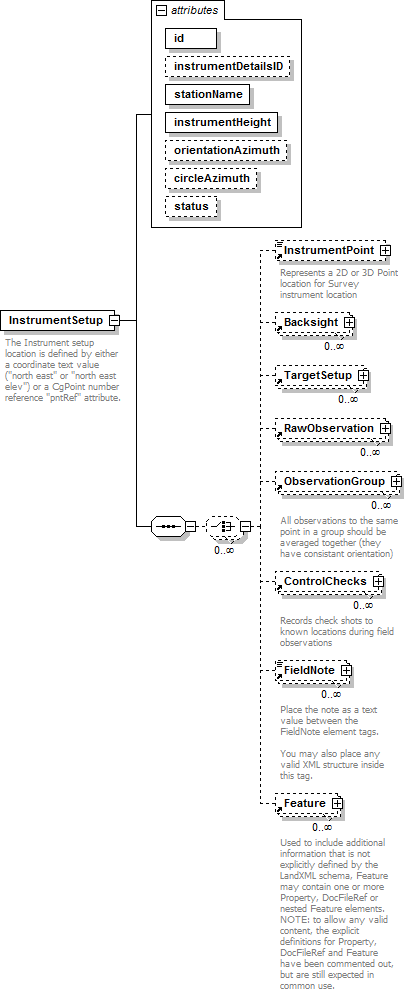 attributes
id
instrumentDetailsID
stationName
instrumentHeight
orientationAzimuth
circleAzimuth
status
InstrumentSetup
The Instrument setup
location is defined by either
a coordinate text value
("north east" or "north east
elev") or a CgPoint number
reference "pntRef" attribute.
0..∞
InstrumentPoint
Represents a 2D or 3D Point
location for Survey
instrument location
Backsight
0..∞
TargetSetup
0..∞
RawObservation
0..∞
ObservationGroup
0..∞
All observations to the same
point in a group should be
averaged together (they
have consistant orientation)
ControlChecks
0..∞
Records check shots to
known locations during field
observations
FieldNote
0..∞
Place the note as a text
value between the
FieldNote element tags.
You may also place any
valid XML structure inside
this tag.
Feature
0..∞
Used to include additional
information that is not
explicitly defined by the
LandXML schema, Feature
may contain one or more
Property, DocFileRef or
nested Feature elements.
NOTE: to allow any valid
content, the explicit
definitions for Property,
DocFileRef and Feature
have been commented out,
but are still expected in
common use.